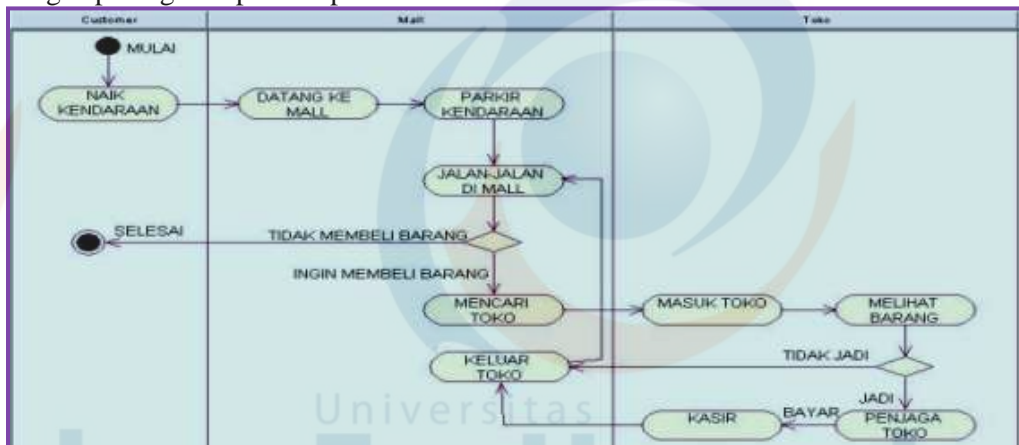 Customer
Mall
Toko
MULAI
NAIK
KENDARAAN
DATANG KE
MALL
PARKIR
KENDARAAN
JALAN-JALAN
DI MALL
SELESAI
TIDAK MEMBELI BARANG
INGIN MEMBELI BARANG
MENCARI
TOKO
MASUK TOKO
MELIHAT
BARANG
KELUAR
TOKO
TIDAK JADI
JADI
KASIR
BAYAR
PENJAGA
TOKO
Universitas